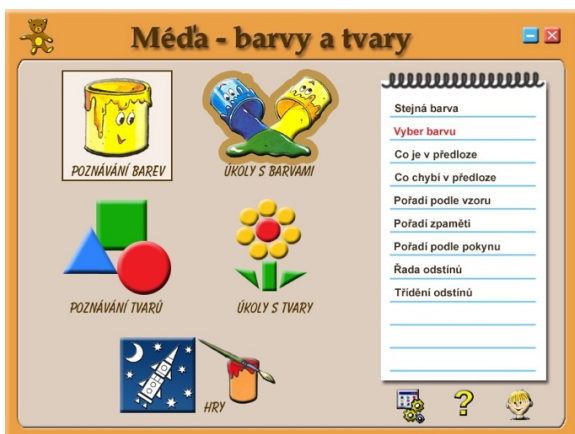 Méďa - barvy a tvary
POZNÁVÁNÍ BAREV
ÚKOLY S BARVAMI
POZNÁVÁNÍ TVARŮ
ÚKOLY S TVARY
HRY
Stejná barva
Vyber barvu
Co je v předloze
Co chybí v předloze
Pořadí podle vzoru
Pořadí zpaměti
Pořadí podle pokynu
Řada odstínů
Třídění odstínů
?